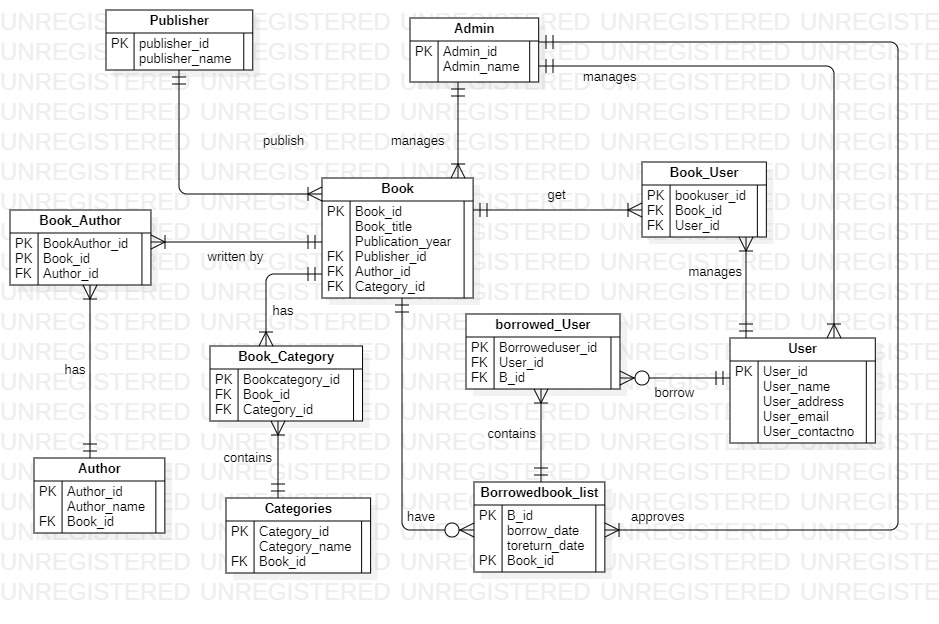 Publisher
PK publisher_id
publisher_name
Admin
PK Admin_id
Admin_name
manages
publish
manages
Book
PK Book_id
Book_title
Publication_year
FK Publisher_id
FK Author_id
FK Category_id
get
Book_User
PK bookuser_id
FK Book_id
FK User_id
Book_Author
PK BookAuthor_id
PK Book_id
FK Author_id
written by
manages
has
has
borrowed_User
PK Borroweduser_id
FK User_id
FK B_id
borrow
User
PK User_id
User_name
User_address
User_email
User_contactno
Book_Category
PK Bookcategory_id
FK Book_id
FK Category_id
contains
contains
Author
PK Author_id
Author_name
FK Book_id
Categories
PK Category_id
Category_name
FK Book_id
have
Borrowedbook_list
PK B_id
borrow_date
toreturn_date
PK Book_id
approves
UNREGISTERED